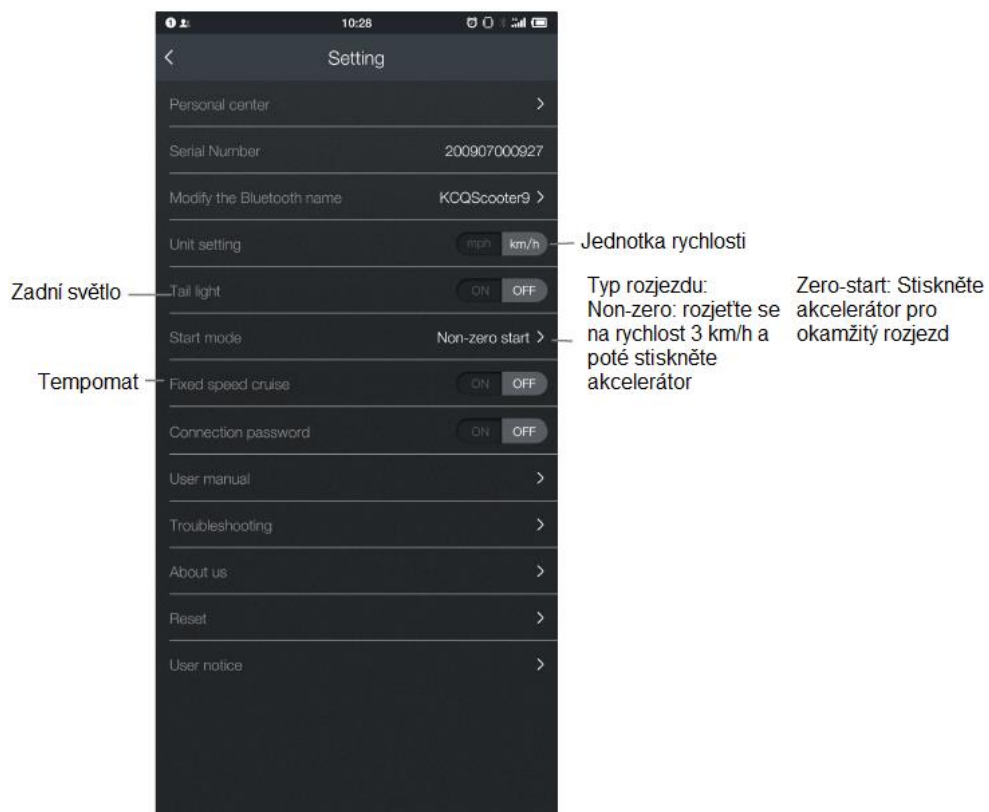 10:28
Setting
Personal center
Serial Number 200907000927
Modify the Bluetooth name KCQScooter9
Unit setting mph km/h
Jednotka rychlosti
Zadní světlo
Tail light ON OFF
Start mode Non-zero start
Typ rozjezdu:
Non-zero: rozjeťte se
na rychlost 3 km/h a
poté stiskněte
akcelerátor
Zero-start: Stiskněte
akcelerátor pro
okamžitý rozjezd
Tempomat
Fixed speed cruise ON OFF
Connection password ON OFF
User manual
Troubleshooting
About us
Reset
User notice